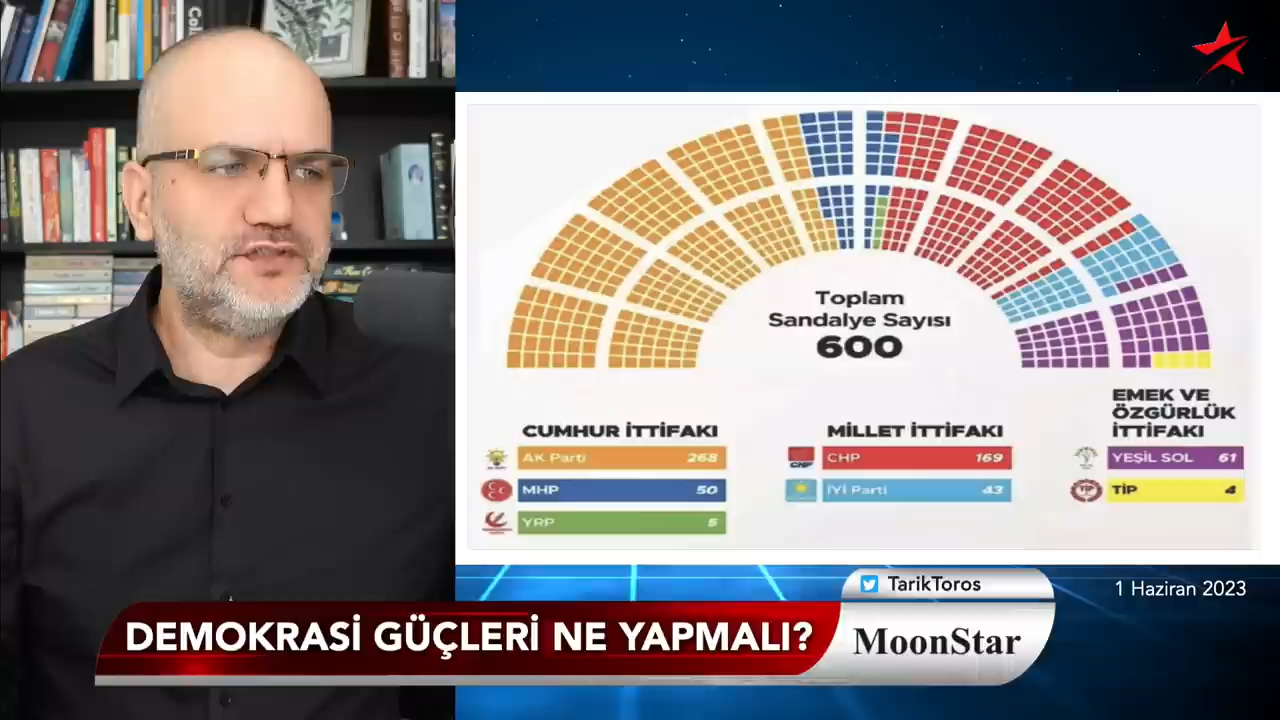 Toplam
Sandalye Sayısı
600
CUMHUR İTTİFAKI
AK Parti 268
MHP 50
YRP 5
MİLLET İTTİFAKI
CHP 169
İYİ Parti 43
EMEK VE
ÖZGÜRLÜK
İTTİFAKI
YEŞİL SOL 61
TİP 4
TarikToros
1 Haziran 2023
DEMOKRASİ GÜÇLERİ NE YAPMALI?
MoonStar